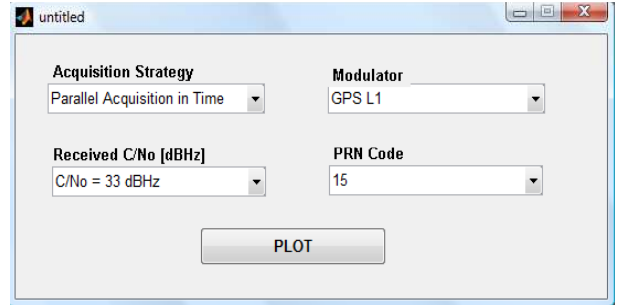 untitled
Acquisition Strategy
Modulator
Parallel Acquisition in Time
GPS L1
Received C/No [dBHz]
PRN Code
C/No = 33 dBHz
15
PLOT